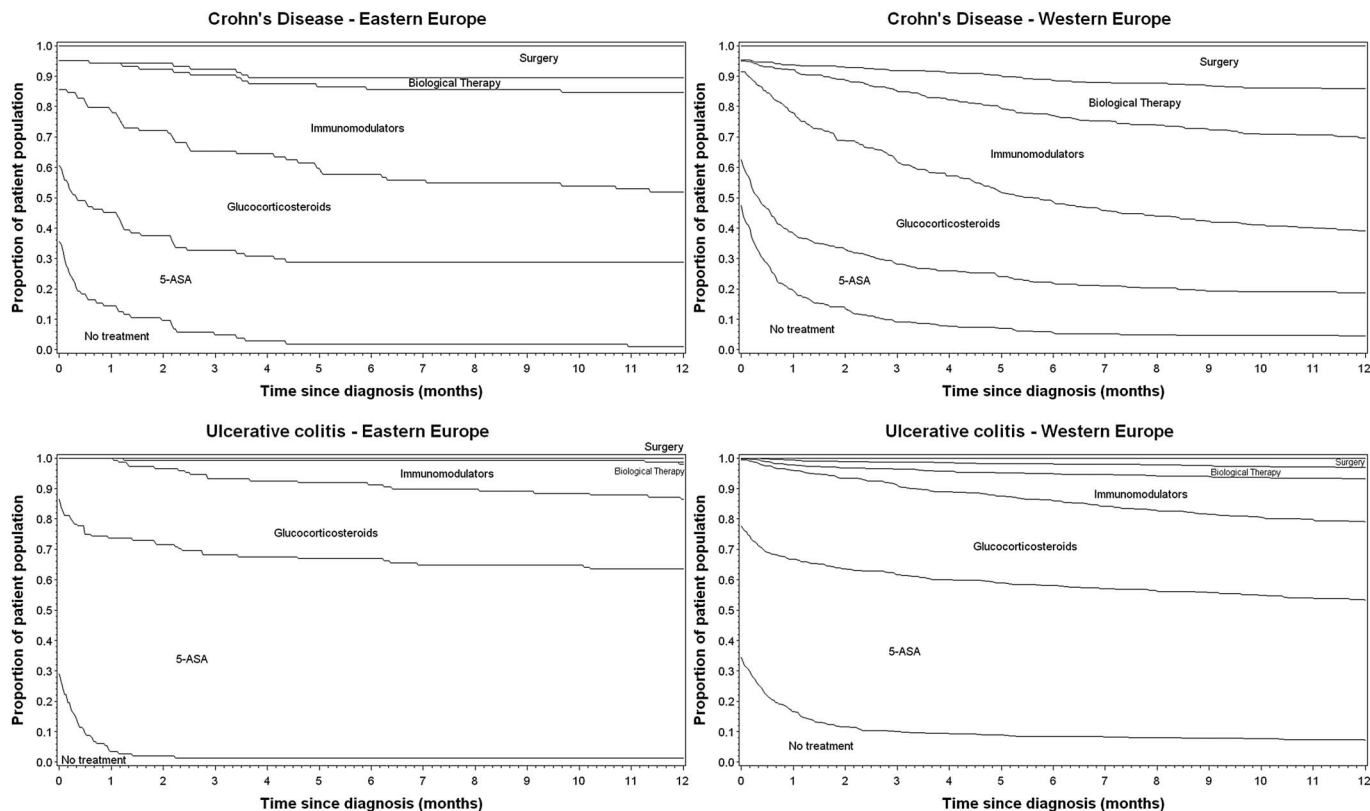 Crohn's Disease - Eastern Europe
Proportion of patient population
1.0
0.9
0.8
0.7
0.6
0.5
0.4
0.3
0.2
0.1
0.0
Surgery
Biological Therapy
Immunomodulators
Glucocorticosteroids
5-ASA
No treatment
0 1 2 3 4 5 6 7 8 9 10 11 12
Time since diagnosis (months)
Crohn's Disease - Western Europe
Proportion of patient population
1.0
0.9
0.8
0.7
0.6
0.5
0.4
0.3
0.2
0.1
0.0
Surgery
Biological Therapy
Immunomodulators
Glucocorticosteroids
5-ASA
No treatment
0 1 2 3 4 5 6 7 8 9 10 11 12
Time since diagnosis (months)
Ulcerative colitis - Eastern Europe
Proportion of patient population
1.0
0.9
0.8
0.7
0.6
0.5
0.4
0.3
0.2
0.1
0.0
Surgery
Biological Therapy
Immunomodulators
Glucocorticosteroids
5-ASA
No treatment
0 1 2 3 4 5 6 7 8 9 10 11 12
Time since diagnosis (months)
Ulcerative colitis - Western Europe
Proportion of patient population
1.0
0.9
0.8
0.7
0.6
0.5
0.4
0.3
0.2
0.1
0.0
Surgery
Biological Therapy
Immunomodulators
Glucocorticosteroids
5-ASA
No treatment
0 1 2 3 4 5 6 7 8 9 10 11 12
Time since diagnosis (months)